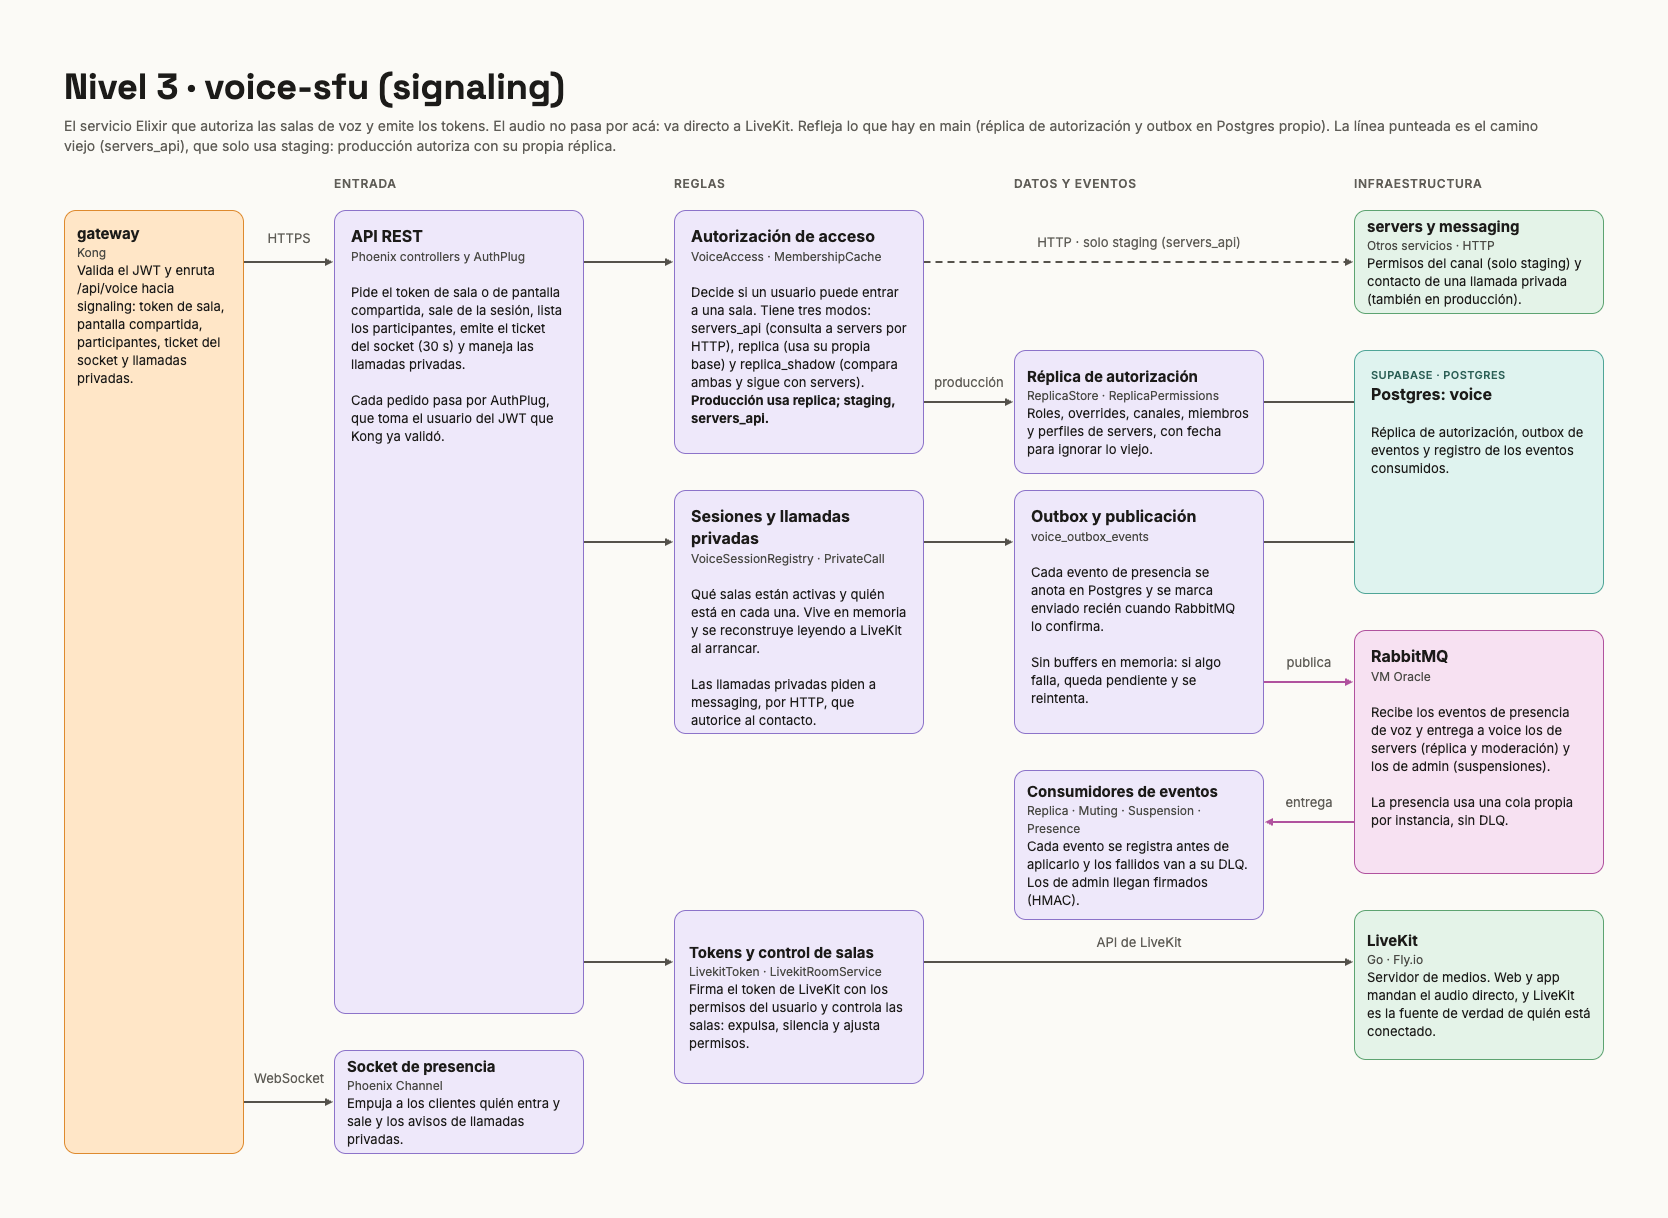 Nivel 3 · voice-sfu (signaling)
El servicio Elixir que autoriza las salas de voz y emite los tokens. El audio no pasa por acá: va directo a LiveKit. Refleja lo que hay en main (réplica de autorización y outbox en Postgres propio). La línea punteada es el camino
viejo (servers_api), que solo usa staging: producción autoriza con su propia réplica.
ENTRADA
REGLAS
DATOS Y EVENTOS
INFRAESTRUCTURA
gateway
Kong
Valida el JWT y enruta
/api/voice hacia
signaling: token de sala,
pantalla compartida,
participantes, ticket del
socket y llamadas
privadas.
HTTPS
API REST
Phoenix controllers y AuthPlug
Pide el token de sala o de pantalla
compartida, sale de la sesión, lista
los participantes, emite el ticket
del socket (30 s) y maneja las
llamadas privadas.
Cada pedido pasa por AuthPlug,
que toma el usuario del JWT que
Kong ya validó.
Autorización de acceso
VoiceAccess · MembershipCache
Decide si un usuario puede entrar
a una sala. Tiene tres modos:
servers_api (consulta a servers por
HTTP), replica (usa su propia
base) y replica_shadow (compara
ambas y sigue con servers).
Producción usa replica; staging,
servers_api.
HTTP · solo staging (servers_api)
servers y messaging
Otros servicios · HTTP
Permisos del canal (solo staging) y
contacto de una llamada privada
(también en producción).
producción
Réplica de autorización
ReplicaStore · ReplicaPermissions
Roles, overrides, canales, miembros
y perfiles de servers, con fecha
para ignorar lo viejo.
SUPABASE · POSTGRES
Postgres: voice
Réplica de autorización, outbox de
eventos y registro de los eventos
consumidos.
Sesiones y llamadas
privadas
VoiceSessionRegistry · PrivateCall
Qué salas están activas y quién
está en cada una. Vive en memoria
y se reconstruye leyendo a LiveKit
al arrancar.
Las llamadas privadas piden a
messaging, por HTTP, que
autorice al contacto.
Outbox y publicación
voice_outbox_events
Cada evento de presencia se
anota en Postgres y se marca
enviado recién cuando RabbitMQ
lo confirma.
Sin buffers en memoria: si algo
falla, queda pendiente y se
reintenta.
publica
RabbitMQ
VM Oracle
Recibe los eventos de presencia
de voz y entrega a voice los de
servers (réplica y moderación) y
los de admin (suspensiones).
La presencia usa una cola propia
por instancia, sin DLQ.
entrega
Consumidores de eventos
Replica · Muting · Suspension ·
Presence
Cada evento se registra antes de
aplicarlo y los fallidos van a su DLQ.
Los de admin llegan firmados
(HMAC).
Tokens y control de salas
LivekitToken · LivekitRoomService
Firma el token de LiveKit con los
permisos del usuario y controla las
salas: expulsa, silencia y ajusta
permisos.
API de LiveKit
LiveKit
Go · Fly.io
Servidor de medios. Web y app
mandan el audio directo, y LiveKit
es la fuente de verdad de quién está
conectado.
WebSocket
Socket de presencia
Phoenix Channel
Empuja a los clientes quién entra y
sale y los avisos de llamadas
privadas.